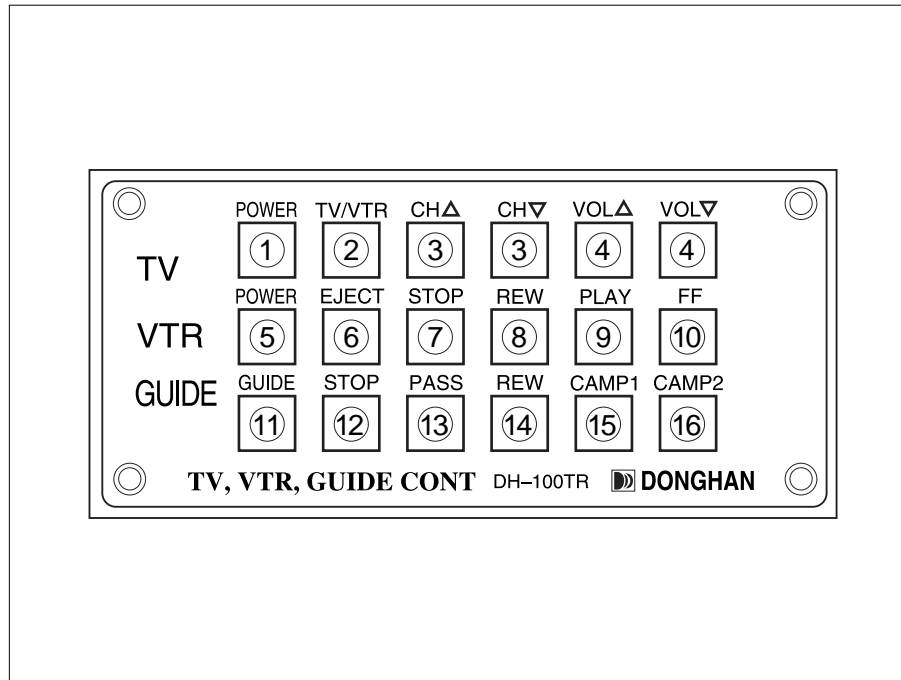 POWER TV/VTR CH△ CH▽ VOL△ VOL▽
TV ① ② ③ ③ ④ ④
POWER EJECT STOP REW PLAY FF
VTR ⑤ ⑥ ⑦ ⑧ ⑨ ⑩
GUIDE STOP PASS REW CAMP1 CAMP2
GUIDE ⑪ ⑫ ⑬ ⑭ ⑮ ⑯
TV, VTR, GUIDE CONT DH–100TR DONGHAN